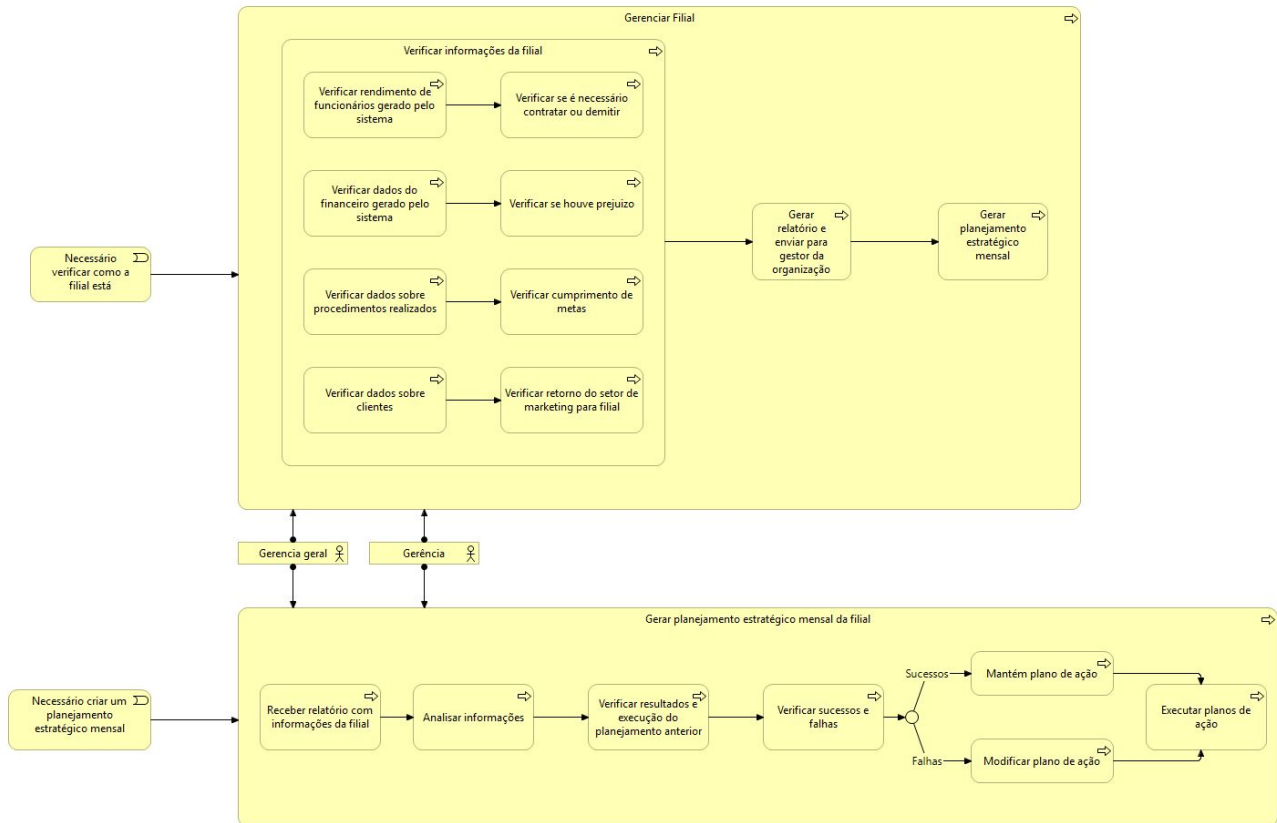 Gerenciar Filial
Verificar informações da filial
Verificar rendimento de
funcionários gerado pelo
sistema
Verificar se é necessário
contratar ou demitir
Verificar dados do
financeiro gerado pelo
sistema
Verificar se houve prejuízo
Gerar
relatório e
enviar para
gestor da
organização
Gerar
planejamento
estratégico
mensal
Necessário
verificar como a
filial está
Verificar dados sobre
procedimentos realizados
Verificar cumprimento de
metas
Verificar dados sobre
clientes
Verificar retorno do setor de
marketing para filial
Gerencia geral
Gerência
Gerar planejamento estratégico mensal da filial
Necessário criar um
planejamento
estratégico mensal
Receber relatório com
informações da filial
Analisar informações
Verificar resultados e
execução do
planejamento anterior
Verificar sucessos e
falhas
Sucessos
Mantém plano de ação
Falhas
Modificar plano de ação
Executar planos de
ação